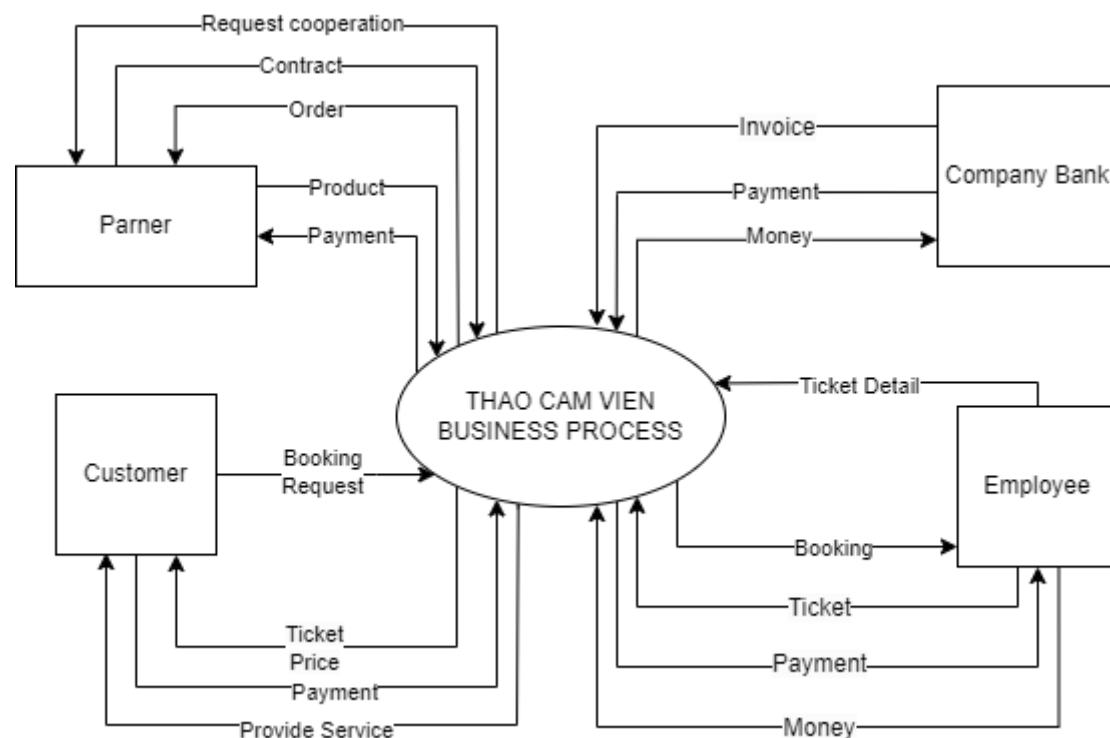 Request cooperation
Contract
Order
Product
Payment
Parner
Invoice
Payment
Money
Company Bank
THAO CAM VIEN
BUSINESS PROCESS
Ticket Detail
Customer
Booking
Request
Employee
Booking
Ticket
Payment
Money
Ticket
Price
Payment
Provide Service